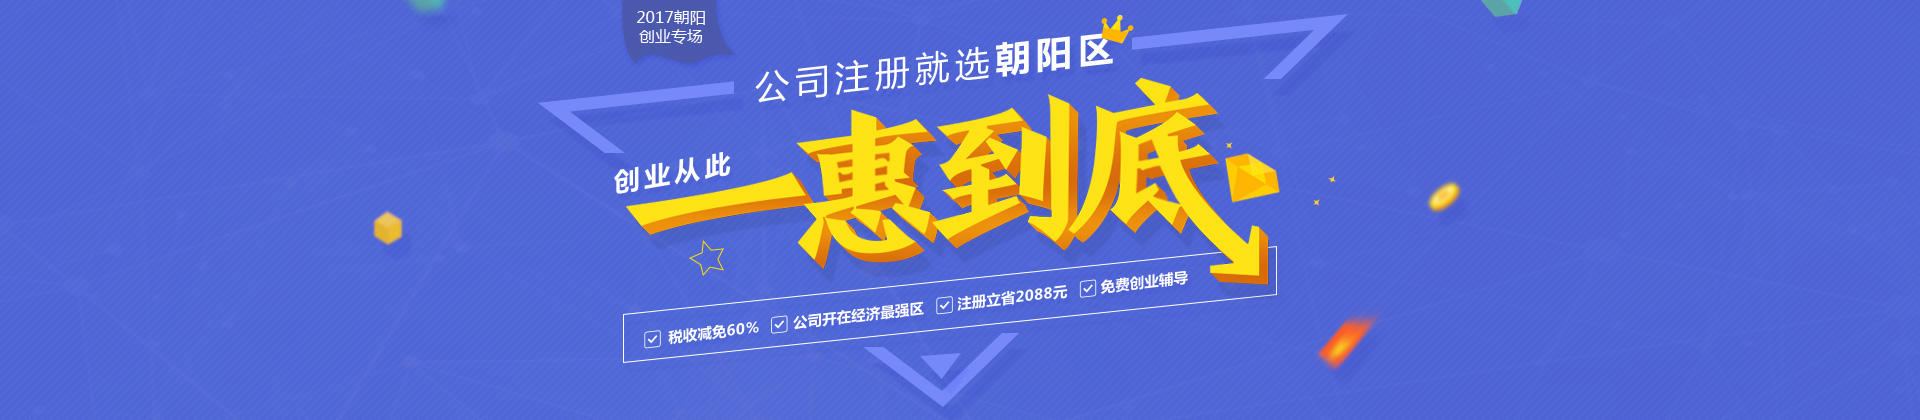 2017朝阳
创业专场
公司注册就选朝阳区
创业从此
一惠到底
税收减免60% 公司开在经济最强区 注册立省2088元 免费创业辅导